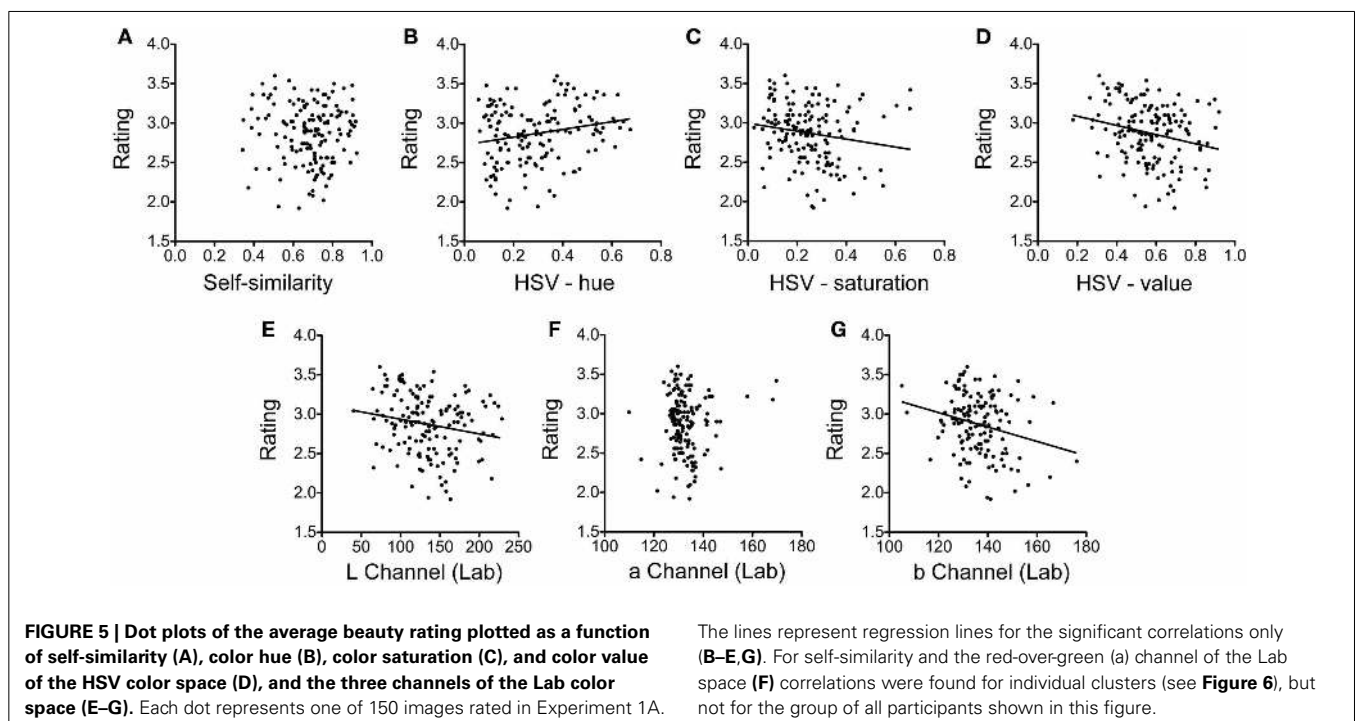 A
4.0
3.5
3.0
2.5
2.0
1.5
Rating
0.0 0.2 0.4 0.6 0.8 1.0
Self-similarity
B
4.0
3.5
3.0
2.5
2.0
1.5
Rating
0.0 0.2 0.4 0.6 0.8
HSV - hue
C
4.0
3.5
3.0
2.5
2.0
1.5
Rating
0.0 0.2 0.4 0.6 0.8
HSV - saturation
D
4.0
3.5
3.0
2.5
2.0
1.5
Rating
0.0 0.2 0.4 0.6 0.8 1.0
HSV - value
E
4.0
3.5
3.0
2.5
2.0
1.5
Rating
0 50 100 150 200 250
L Channel (Lab)
F
4.0
3.5
3.0
2.5
2.0
1.5
Rating
100 120 140 160 180
a Channel (Lab)
G
4.0
3.5
3.0
2.5
2.0
1.5
Rating
100 120 140 160 180
b Channel (Lab)
FIGURE 5 | Dot plots of the average beauty rating plotted as a function
of self-similarity (A), color hue (B), color saturation (C), and color value
of the HSV color space (D), and the three channels of the Lab color
space (E–G). Each dot represents one of 150 images rated in Experiment 1A.
The lines represent regression lines for the significant correlations only
(B–E,G). For self-similarity and the red-over-green (a) channel of the Lab
space (F) correlations were found for individual clusters (see Figure 6), but
not for the group of all participants shown in this figure.